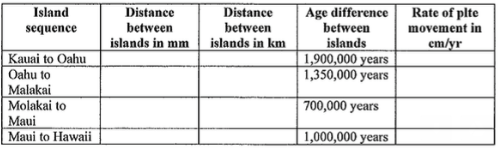 Island sequence Distance between islands in mm Distance between islands in km Age difference between islands Rate of plte movement in cm/yr
Kauai to Oahu 1,900,000 years
Oahu to Malakai 1,350,000 years
Molakai to Maui 700,000 years
Maui to Hawaii 1,000,000 years